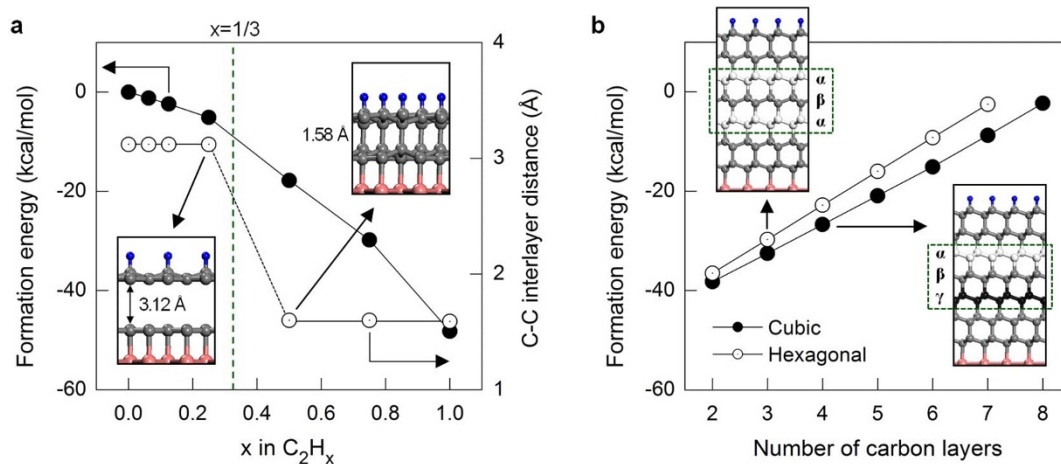 a
x=1/3
Formation energy (kcal/mol)
0
-20
-40
-60
0.0 0.2 0.4 0.6 0.8 1.0
x in C₂Hₓ
4
3
2
1
C-C interlayer distance (Å)
1.58 Å
3.12 Å
b
Formation energy (kcal/mol)
0
-20
-40
-60
2 3 4 5 6 7 8
Number of carbon layers
α
β
α
α
β
γ
Cubic
Hexagonal